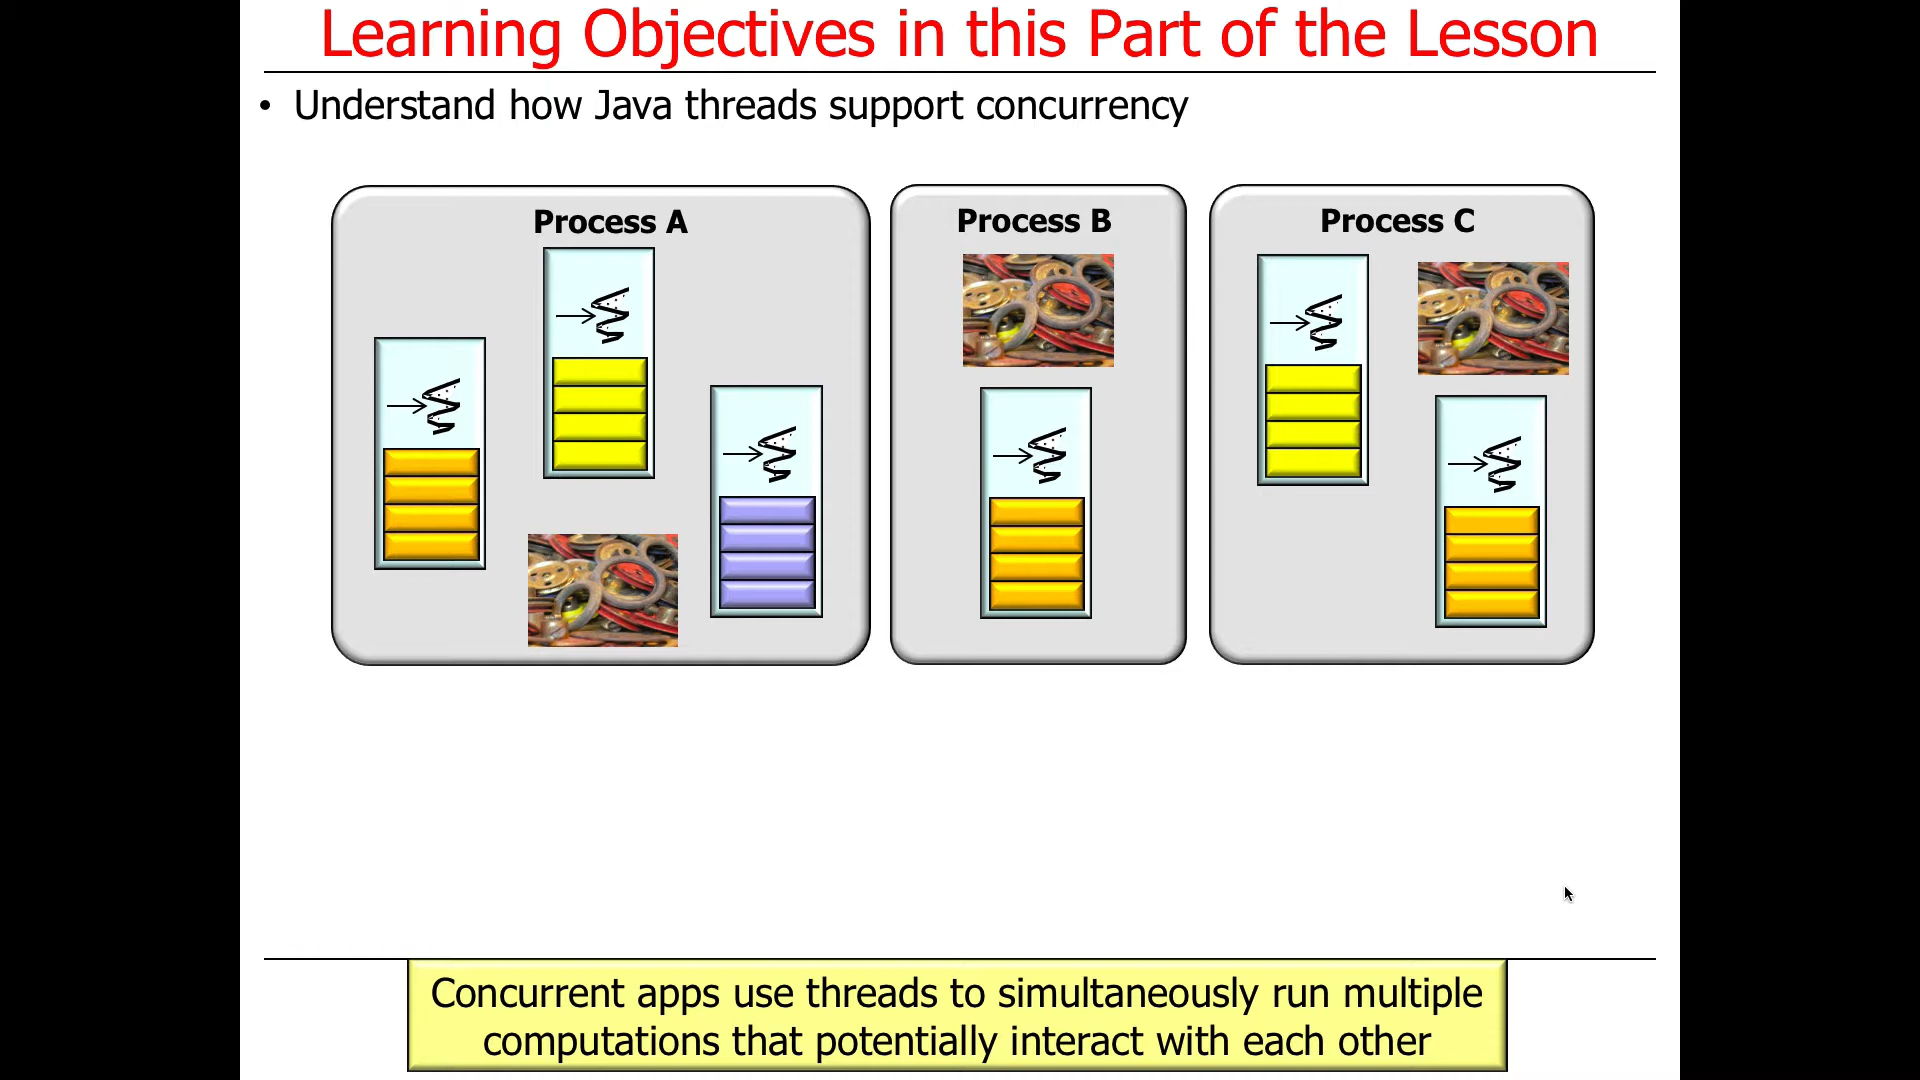 Learning Objectives in this Part of the Lesson
• Understand how Java threads support concurrency
Process A
Process B
Process C
Concurrent apps use threads to simultaneously run multiple
computations that potentially interact with each other